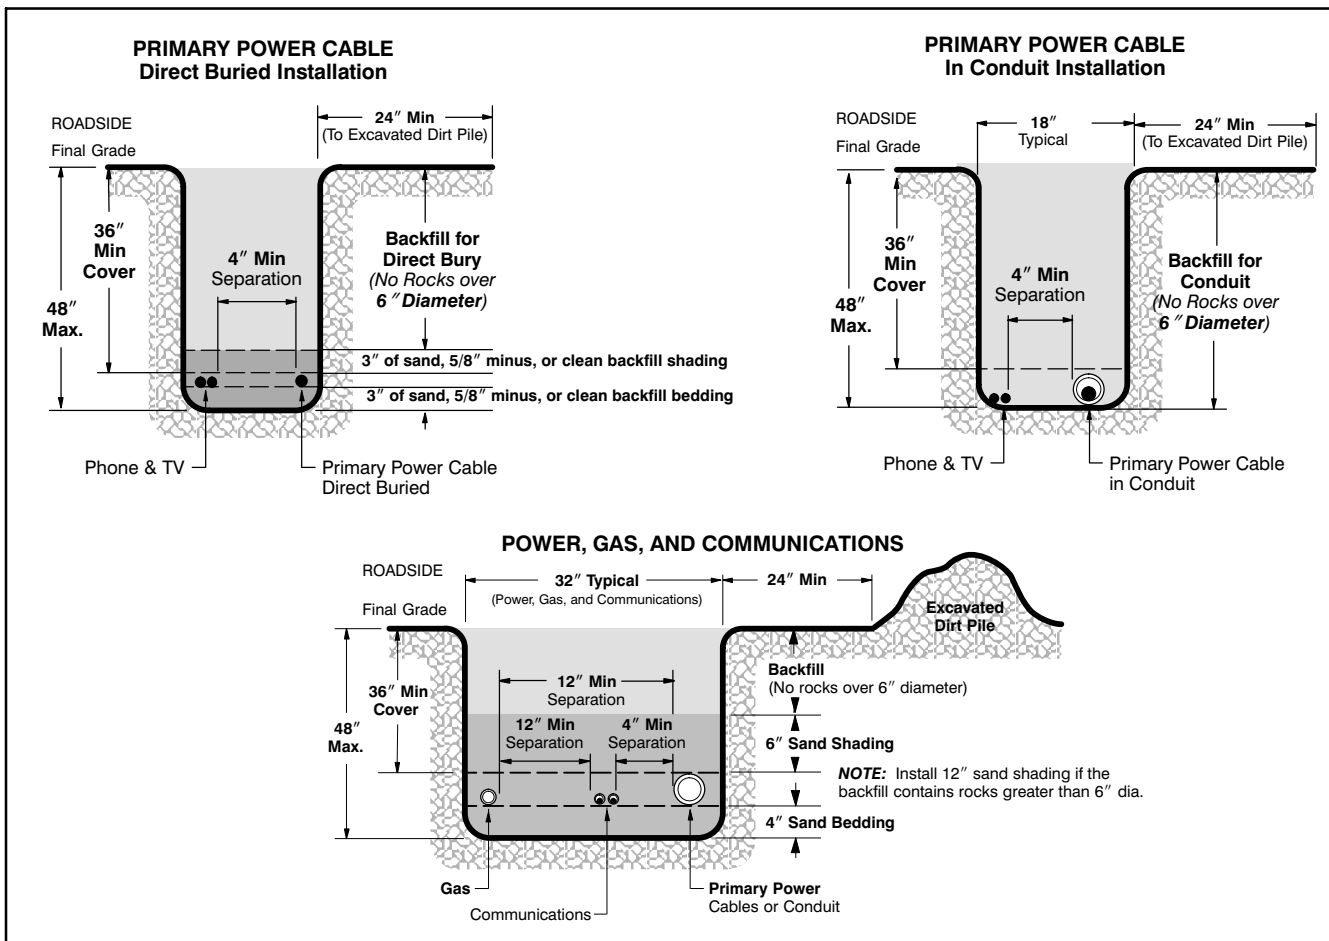 PRIMARY POWER CABLE
Direct Buried Installation
ROADSIDE
Final Grade
24″ Min
(To Excavated Dirt Pile)
36″
Min
Cover
48″
Max.
4″ Min
Separation
Backfill for
Direct Bury
(No Rocks over
6 ″ Diameter)
3″ of sand, 5/8″ minus, or clean backfill shading
3″ of sand, 5/8″ minus, or clean backfill bedding
Phone & TV
Primary Power Cable
Direct Buried
PRIMARY POWER CABLE
In Conduit Installation
ROADSIDE
Final Grade
18″
Typical
24″ Min
(To Excavated Dirt Pile)
36″
Min
Cover
48″
Max.
4″ Min
Separation
Backfill for
Conduit
(No Rocks over
6 ″ Diameter)
Phone & TV
Primary Power Cable
in Conduit
POWER, GAS, AND COMMUNICATIONS
ROADSIDE
Final Grade
32″ Typical
(Power, Gas, and Communications)
24″ Min
Excavated
Dirt Pile
36″ Min
Cover
48″
Max.
12″ Min
Separation
12″ Min
Separation
4″ Min
Separation
Backfill
(No rocks over 6″ diameter)
6″ Sand Shading
NOTE: Install 12″ sand shading if the
backfill contains rocks greater than 6″ dia.
4″ Sand Bedding
Gas
Communications
Primary Power
Cables or Conduit